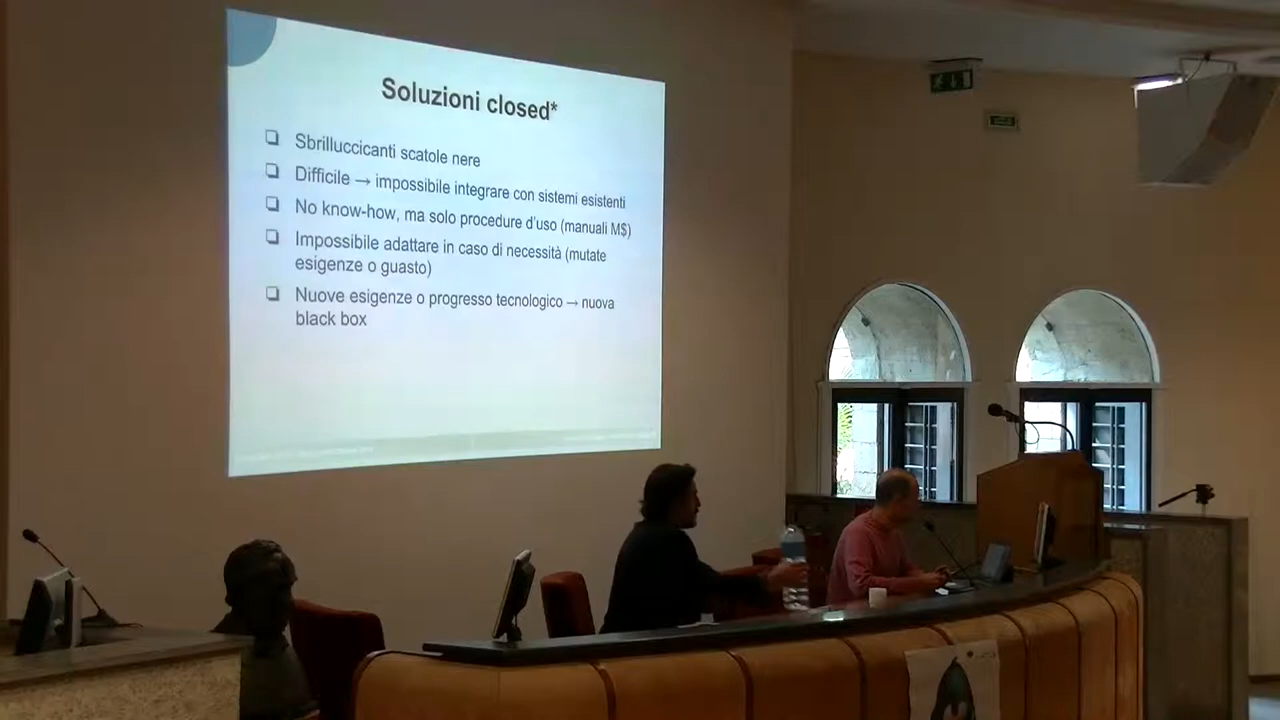 Soluzioni closed*
❑ Sbrilluccicanti scatole nere
❑ Difficile → impossibile integrare con sistemi esistenti
❑ No know-how, ma solo procedure d'uso (manuali M$)
❑ Impossibile adattare in caso di necessità (mutate
esigenze o guasto)
❑ Nuove esigenze o progresso tecnologico → nuova
black box